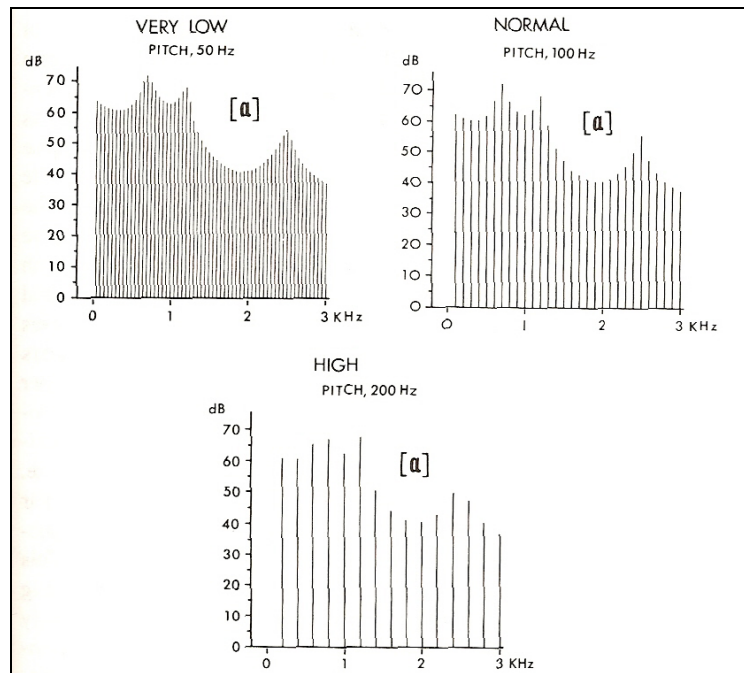 VERY LOW
PITCH, 50 Hz
dB
70
60
50
40
30
20
10
0
[ɑ]
0 1 2 3 KHz
NORMAL
PITCH, 100 Hz
dB
70
60
50
40
30
20
10
0
[ɑ]
0 1 2 3 KHz
HIGH
PITCH, 200 Hz
dB
70
60
50
40
30
20
10
0
[ɑ]
0 1 2 3 KHz